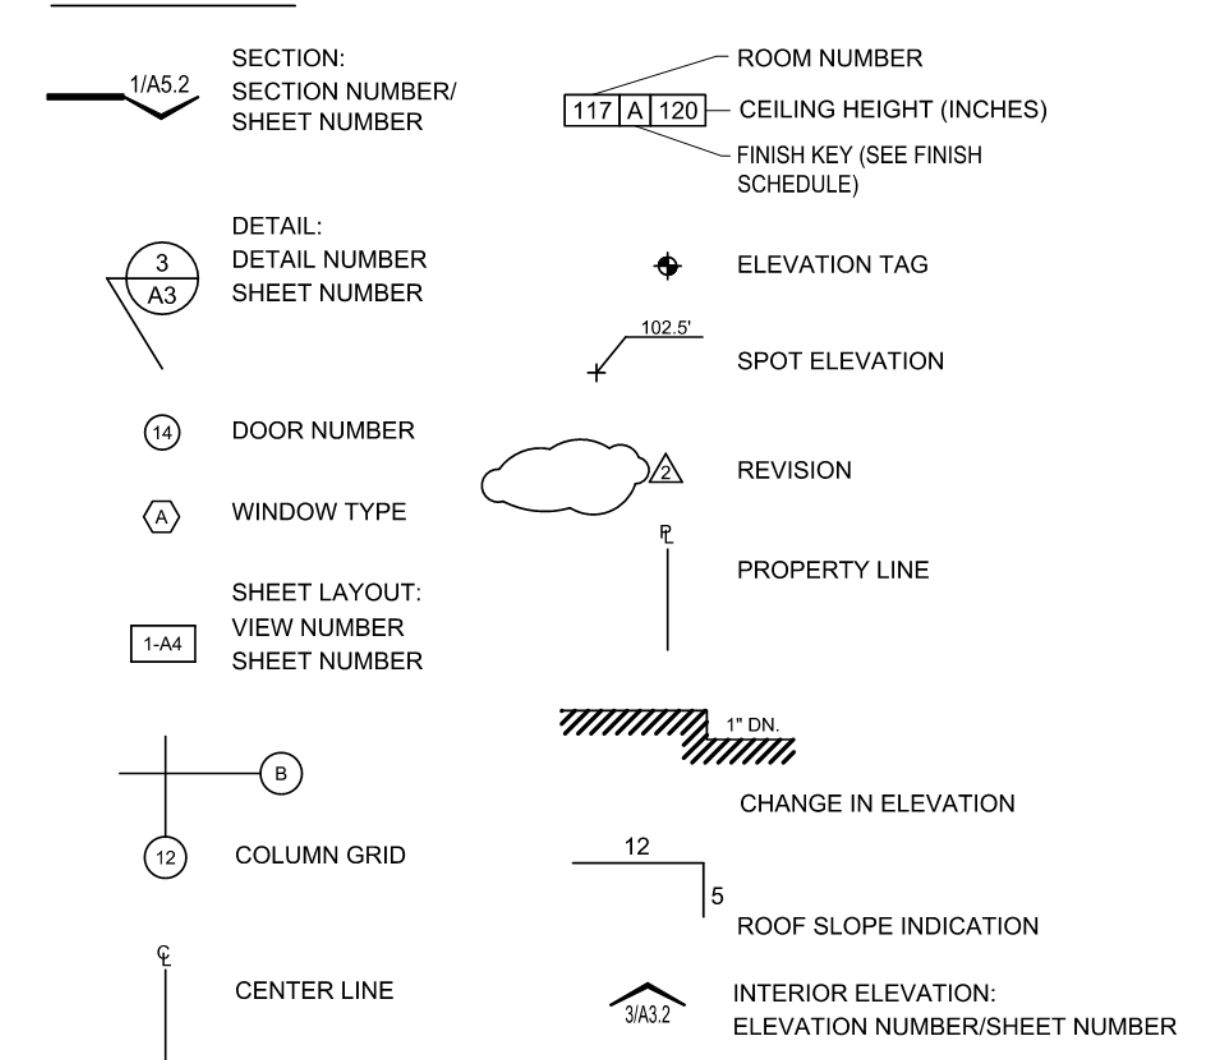 1/A5.2
SECTION:
SECTION NUMBER/
SHEET NUMBER
3
A3
DETAIL:
DETAIL NUMBER
SHEET NUMBER
14
DOOR NUMBER
A
WINDOW TYPE
1-A4
SHEET LAYOUT:
VIEW NUMBER
SHEET NUMBER
B
12
COLUMN GRID
℄
CENTER LINE
ROOM NUMBER
117 A 120
CEILING HEIGHT (INCHES)
FINISH KEY (SEE FINISH
SCHEDULE)
ELEVATION TAG
102.5'
SPOT ELEVATION
2
REVISION
PL
PROPERTY LINE
1" DN.
CHANGE IN ELEVATION
12
5
ROOF SLOPE INDICATION
3/A3.2
INTERIOR ELEVATION:
ELEVATION NUMBER/SHEET NUMBER